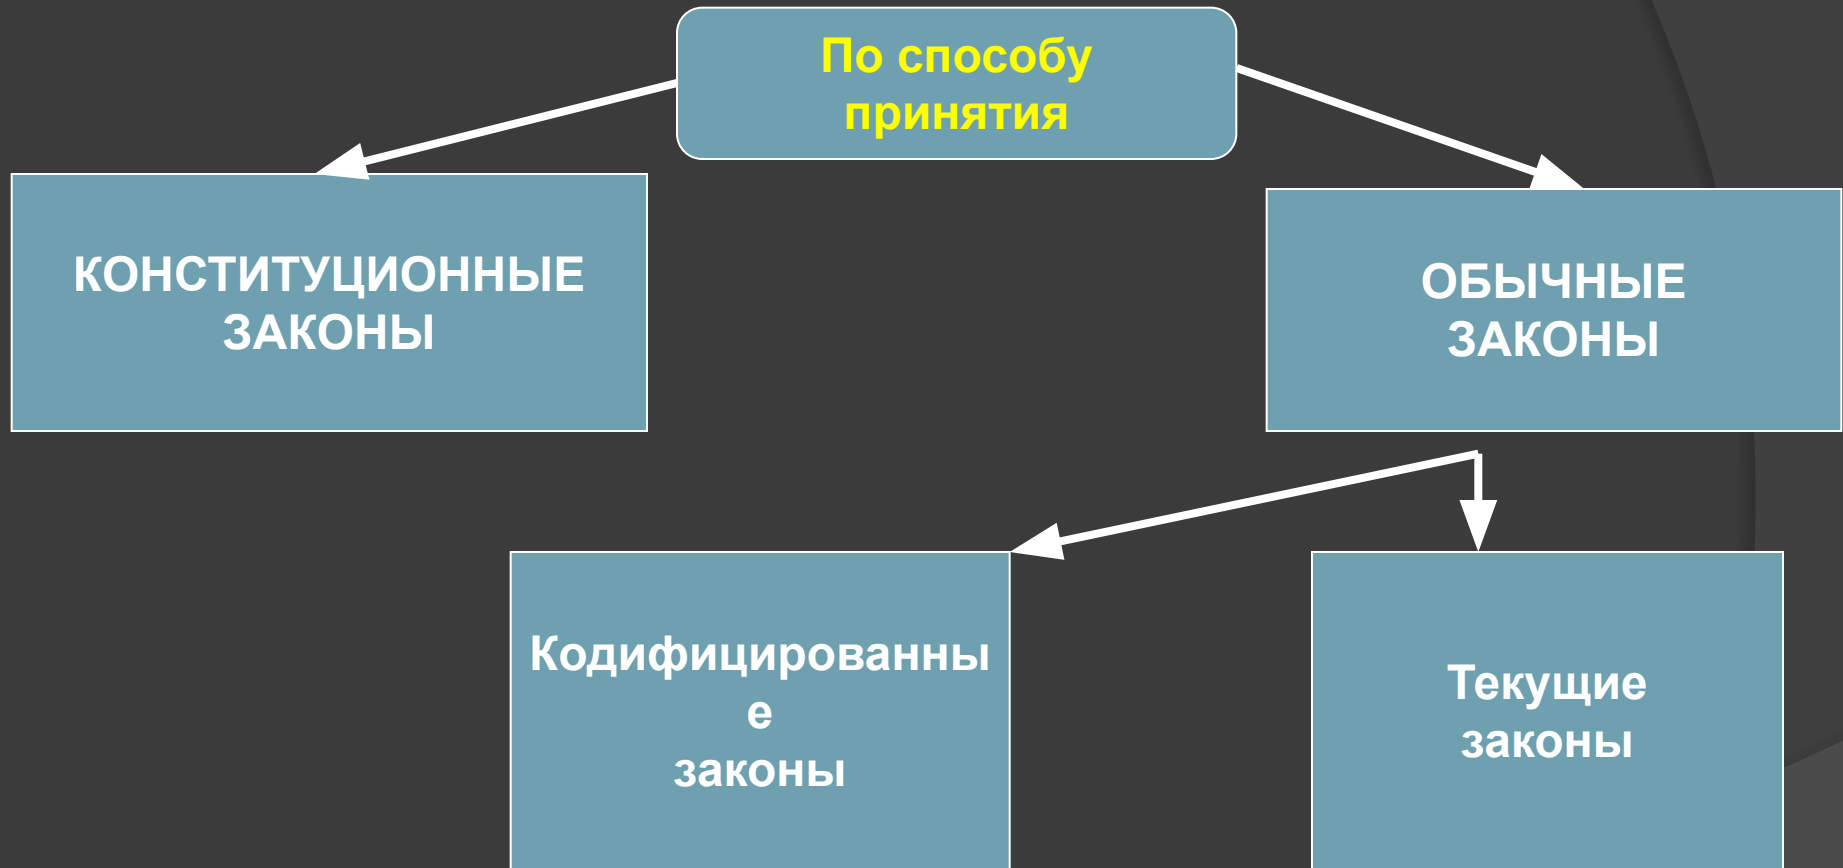 По способу
принятия
КОНСТИТУЦИОННЫЕ
ЗАКОНЫ
ОБЫЧНЫЕ
ЗАКОНЫ
Кодифицированны
е
законы
Текущие
законы